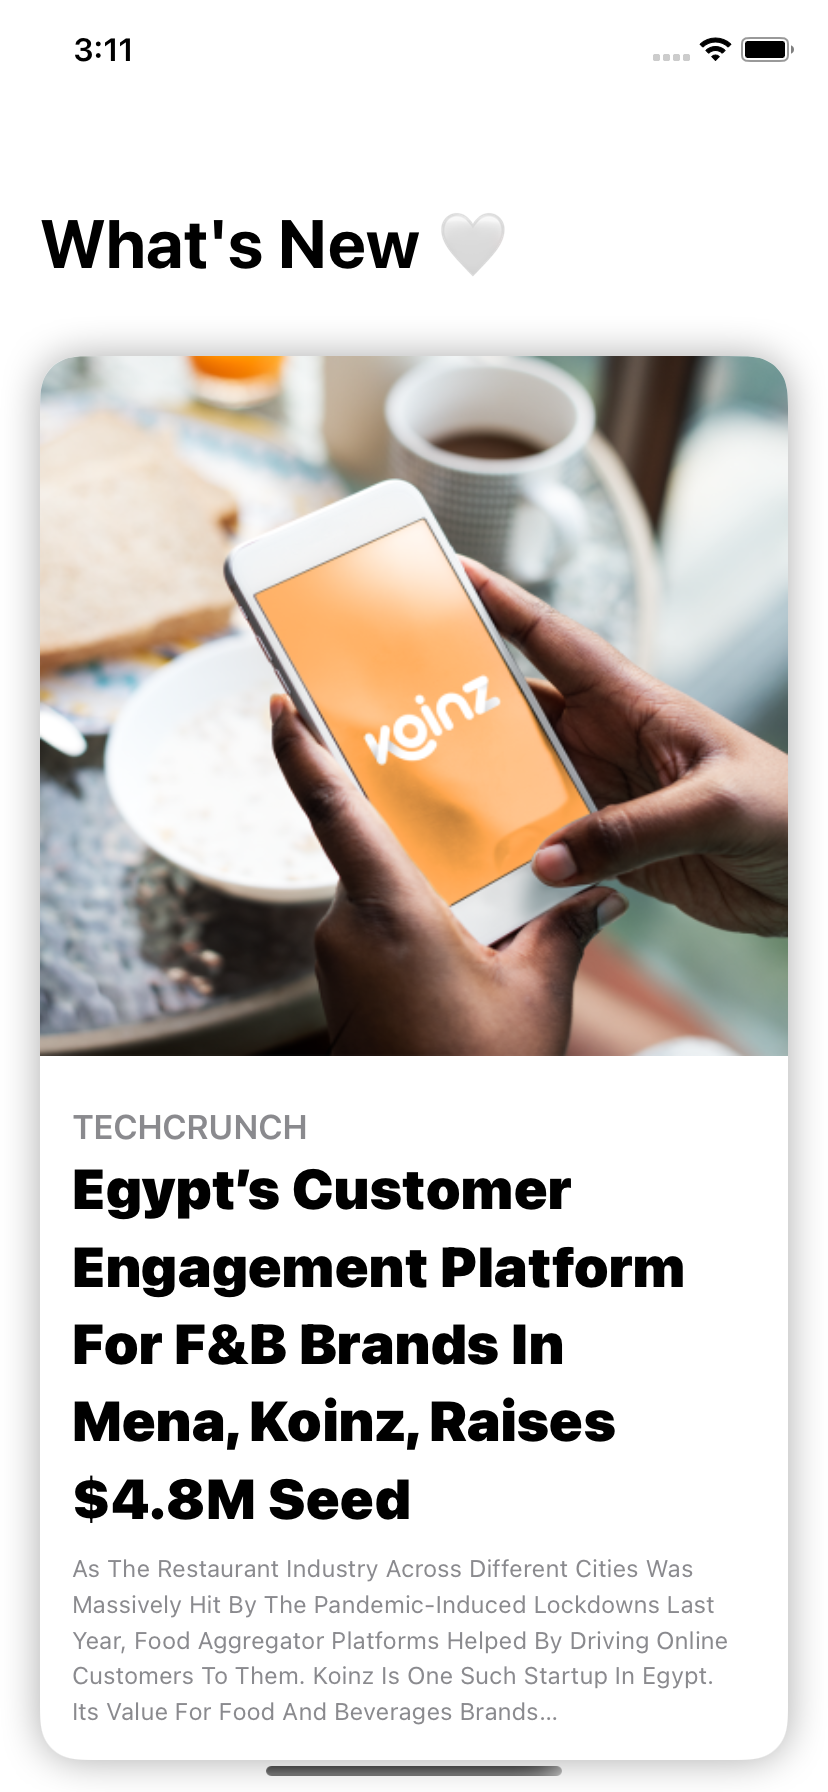 3:11
What's New 🤍
koinz
TECHCRUNCH
Egypt’s Customer
Engagement Platform
For F&B Brands In
Mena, Koinz, Raises
$4.8M Seed
As The Restaurant Industry Across Different Cities Was
Massively Hit By The Pandemic-Induced Lockdowns Last
Year, Food Aggregator Platforms Helped By Driving Online
Customers To Them. Koinz Is One Such Startup In Egypt.
Its Value For Food And Beverages Brands...